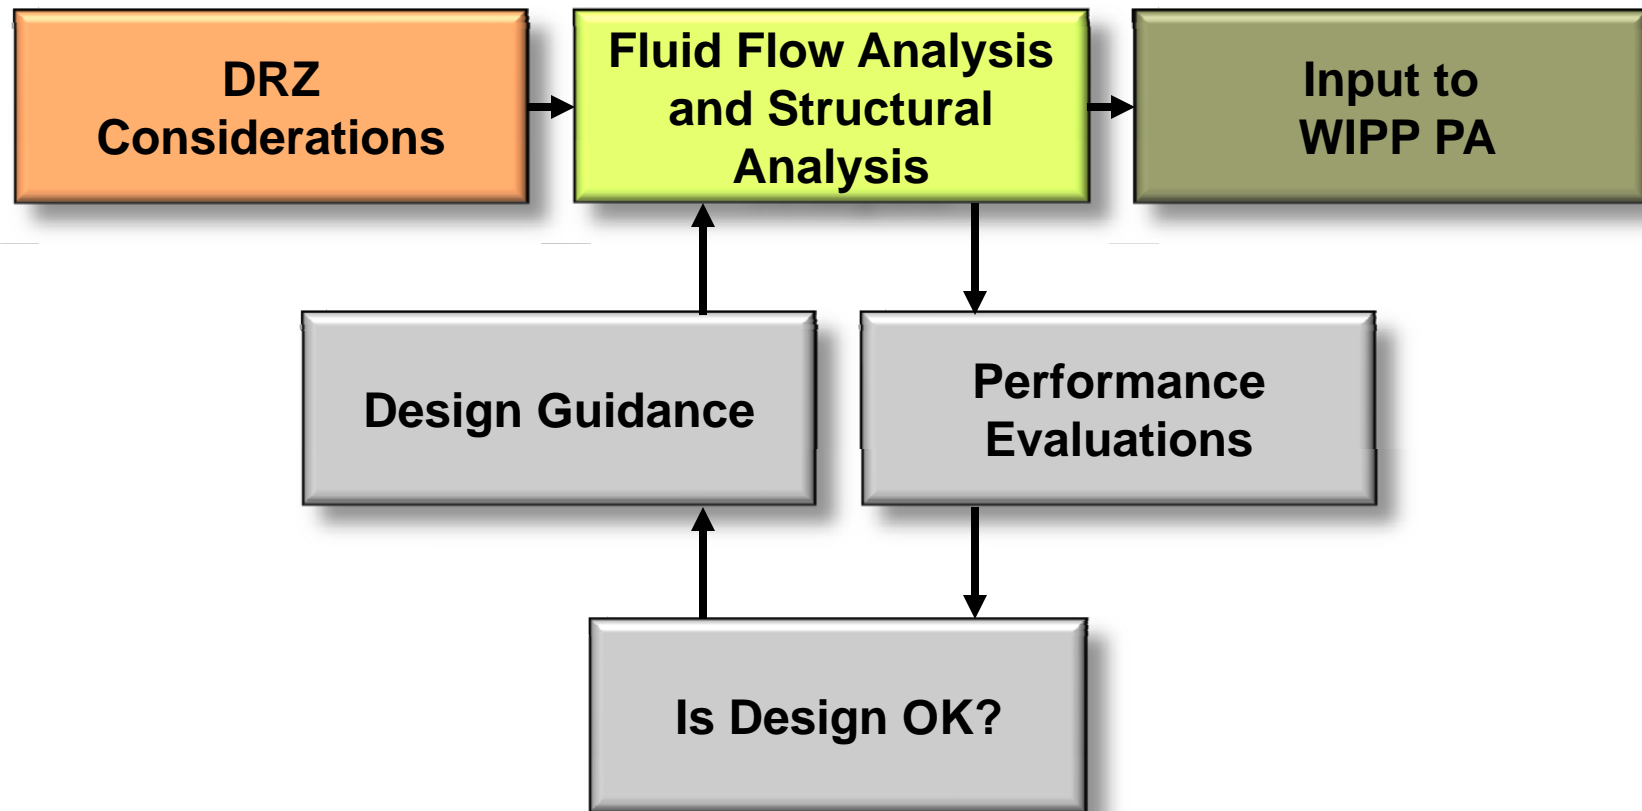 DRZ
Considerations
Fluid Flow Analysis
and Structural
Analysis
Input to
WIPP PA
Design Guidance
Performance
Evaluations
Is Design OK?